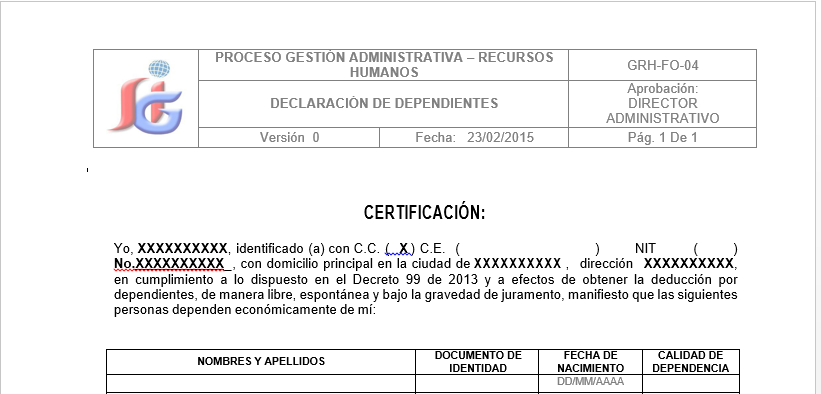 PROCESO GESTIÓN ADMINISTRATIVA – RECURSOS
HUMANOS
GRH-FO-04
DECLARACIÓN DE DEPENDIENTES
Aprobación:
DIRECTOR
ADMINISTRATIVO
Versión 0
Fecha: 23/02/2015
Pág. 1 De 1
CERTIFICACIÓN:
Yo, XXXXXXXXXX, identificado (a) con C.C. (_X_) C.E. ( ) NIT ( )
No.XXXXXXXXXX_, con domicilio principal en la ciudad de XXXXXXXXXX , dirección XXXXXXXXXX,
en cumplimiento a lo dispuesto en el Decreto 99 de 2013 y a efectos de obtener la deducción por
dependientes, de manera libre, espontánea y bajo la gravedad de juramento, manifiesto que las siguientes
personas dependen económicamente de mí:
NOMBRES Y APELLIDOS
DOCUMENTO DE
IDENTIDAD
FECHA DE
NACIMIENTO
CALIDAD DE
DEPENDENCIA
DD/MM/AAAA